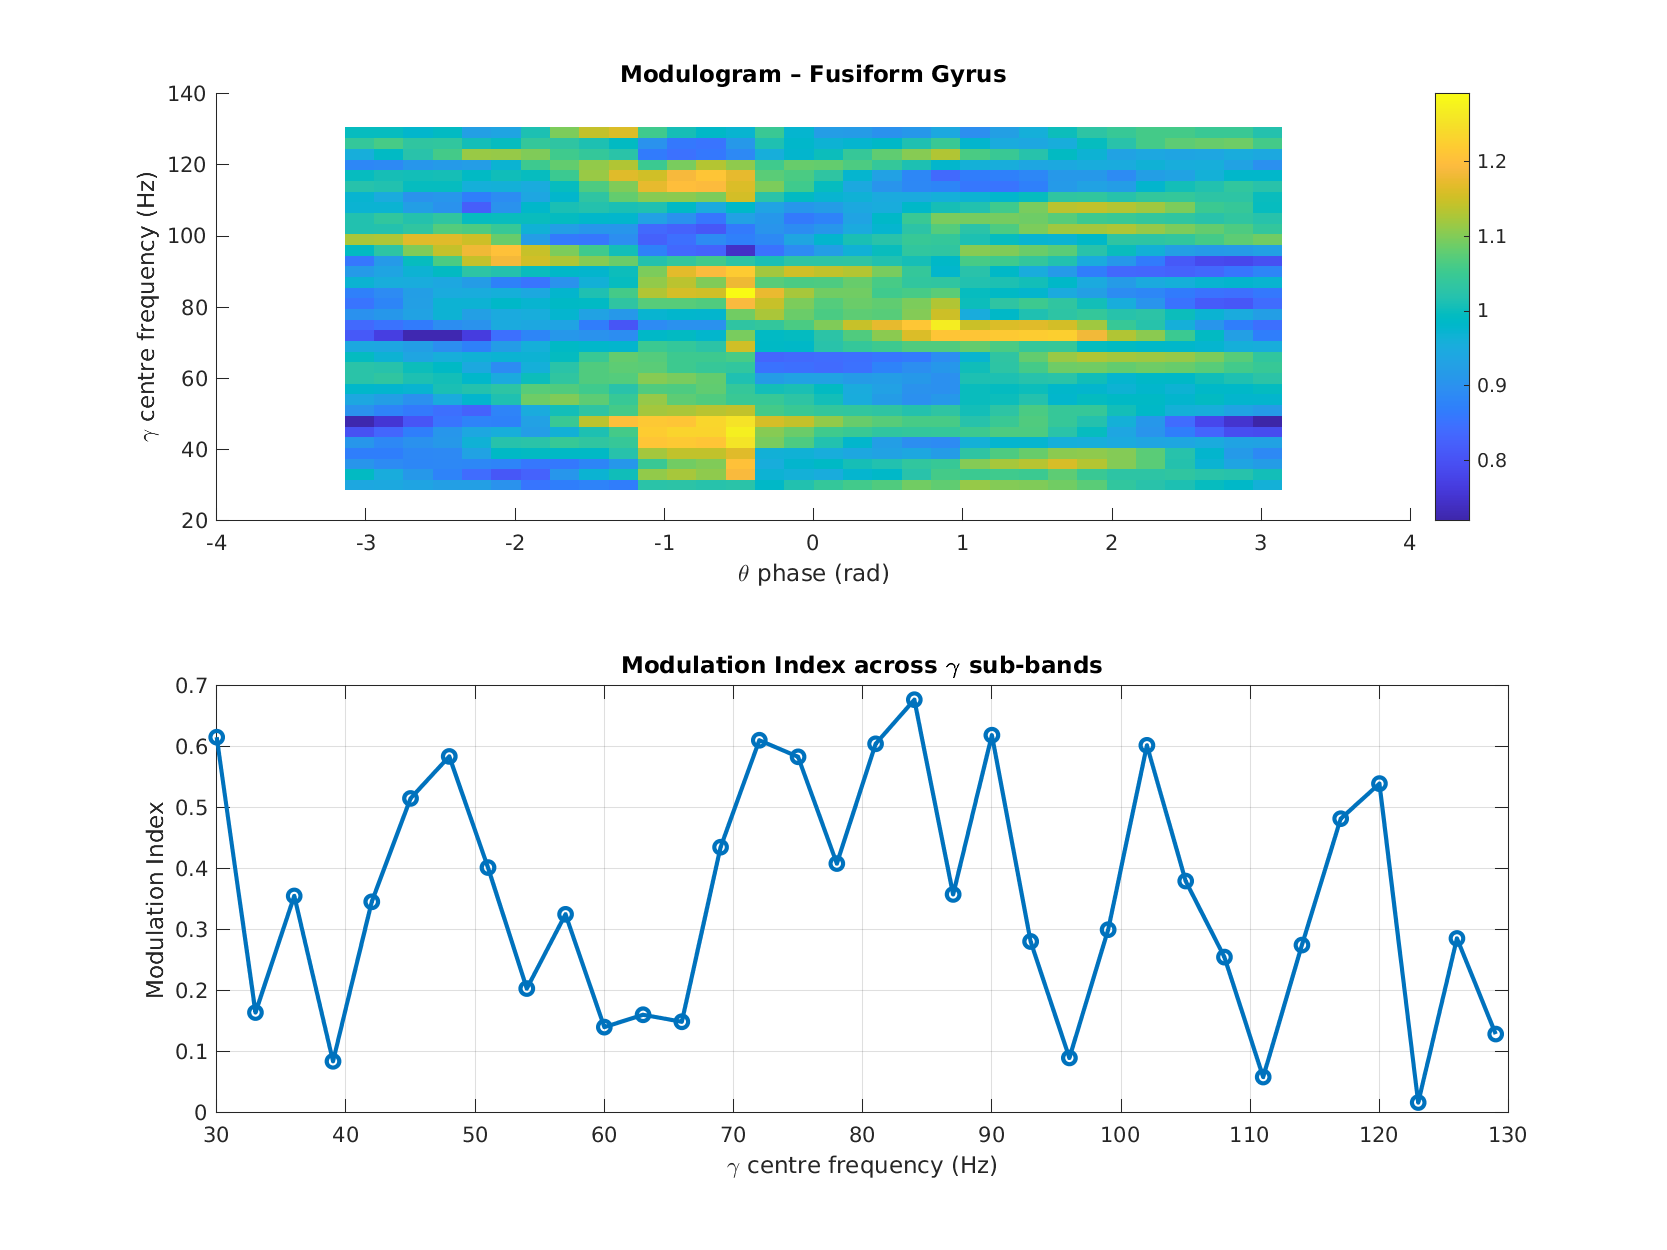 Modulogram – Fusiform Gyrus
γ centre frequency (Hz)
140
120
100
80
60
40
20
-4 -3 -2 -1 0 1 2 3 4
θ phase (rad)
1.2
1.1
1
0.9
0.8
Modulation Index across γ sub-bands
Modulation Index
0.7
0.6
0.5
0.4
0.3
0.2
0.1
0
30 40 50 60 70 80 90 100 110 120 130
γ centre frequency (Hz)